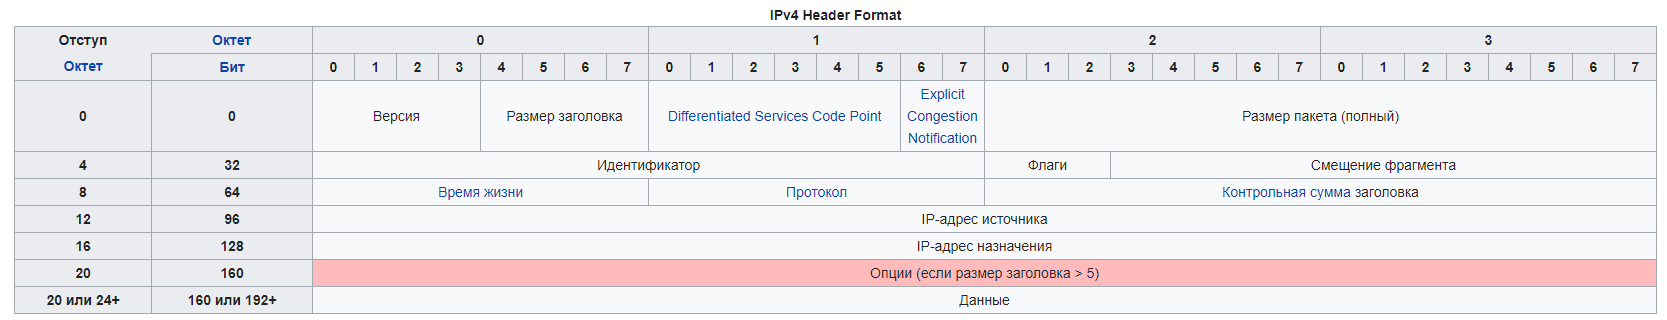 IPv4 Header Format
Отступ Октет 0 1 2 3
Октет Бит 0 1 2 3 4 5 6 7 0 1 2 3 4 5 6 7 0 1 2 3 4 5 6 7 0 1 2 3 4 5 6 7
0 0 Версия Размер заголовка Differentiated Services Code Point Explicit
Congestion
Notification Размер пакета (полный)
4 32 Идентификатор Флаги Смещение фрагмента
8 64 Время жизни Протокол Контрольная сумма заголовка
12 96 IP-адрес источника
16 128 IP-адрес назначения
20 160 Опции (если размер заголовка > 5)
20 или 24+ 160 или 192+ Данные